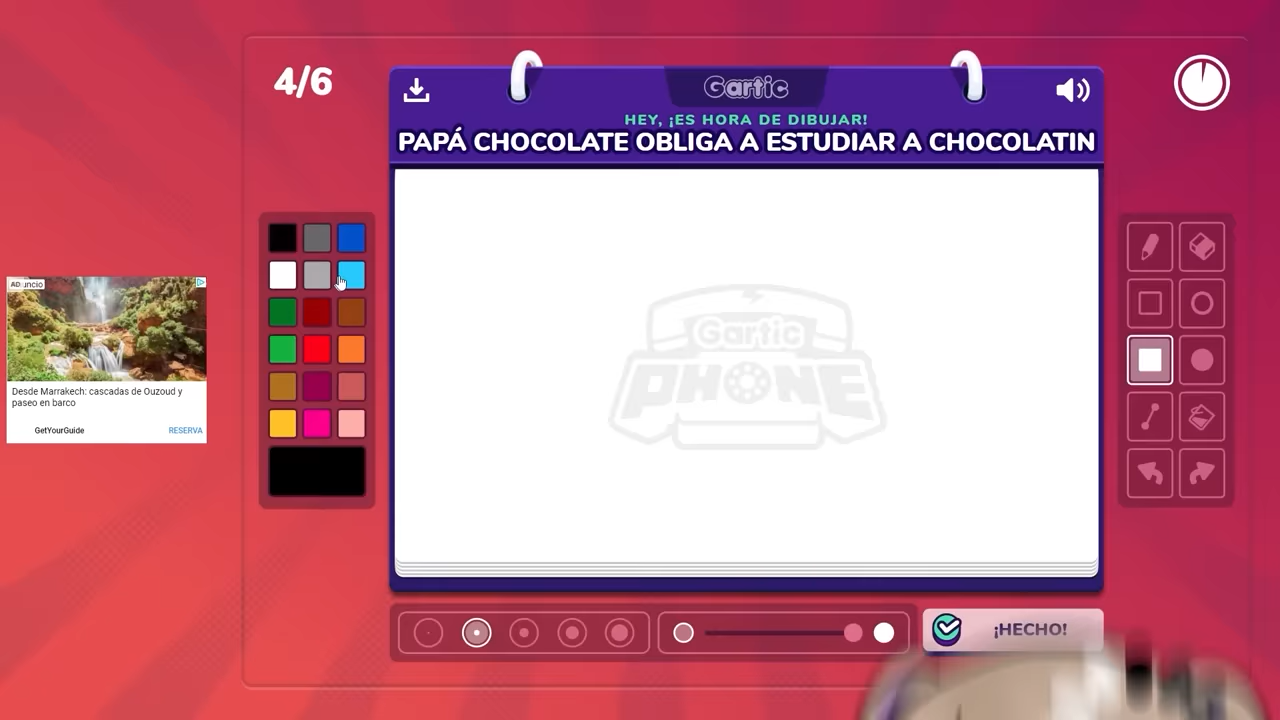 4/6
Gartic
HEY, ¡ES HORA DE DIBUJAR!
PAPÁ CHOCOLATE OBLIGA A ESTUDIAR A CHOCOLATIN
Gartic
PHONE
Desde Marrakech: cascadas de Ouzoud y
paseo en barco
GetYourGuide
RESERVA
¡HECHO!